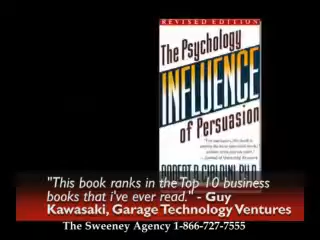 REVISED EDITION
The Psychology
INFLUENCE
of Persuasion
ROBERT B. CIALDINI, PH.D.
"This book ranks in the Top 10 business
books that i've ever read." - Guy
Kawasaki, Garage Technology Ventures
The Sweeney Agency 1-866-727-7555